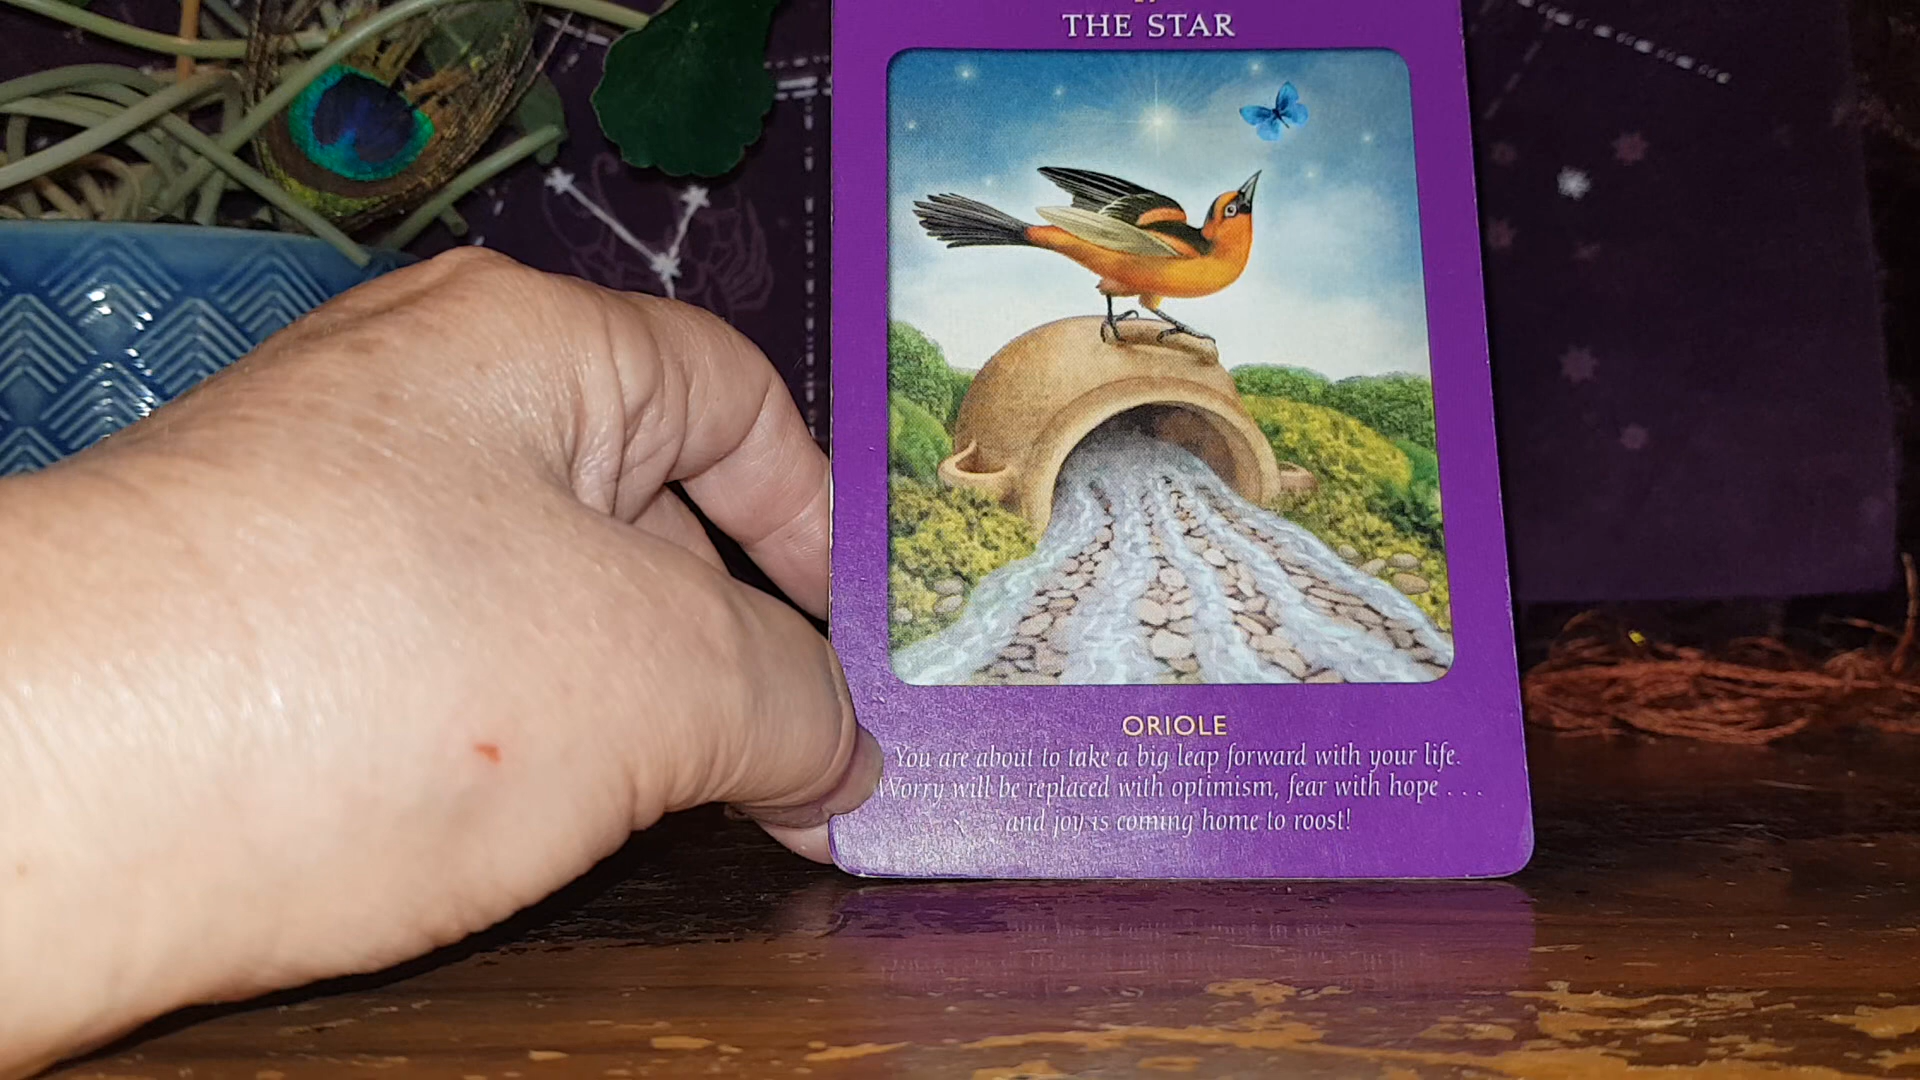 THE STAR
ORIOLE
You are about to take a big leap forward with your life.
Worry will be replaced with optimism, fear with hope . . .
and joy is coming home to roost!